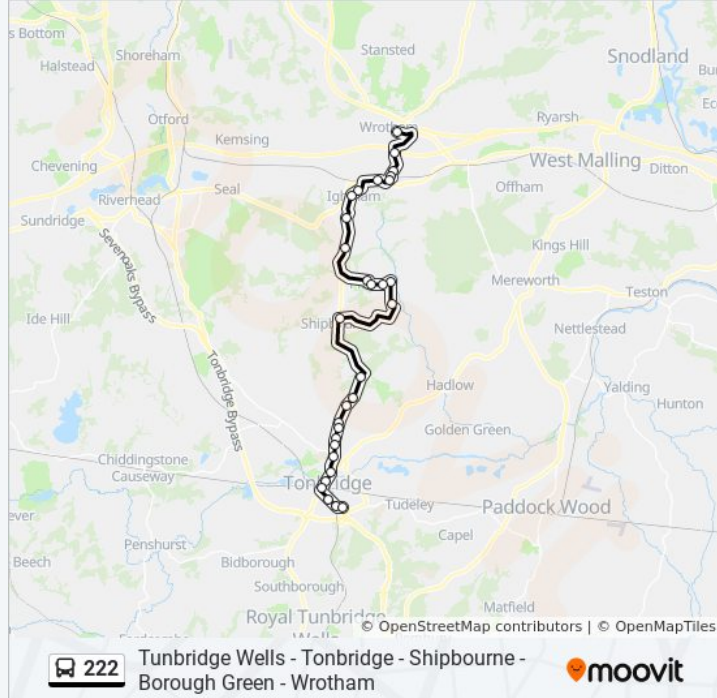 s Bottom
Shoreham
Stansted
Snodland
Halstead
Otford
Wrotham
Ryarsh
Kemsing
Chevening
West Malling
Ditton
Seal
Ightham
Offham
Riverhead
Sundridge
Sevenoaks Bypass
Kings Hill
Mereworth
Teston
Ide Hill
Nettlestead
Tonbridge Bypass
Hadlow
Yalding
Hunton
Golden Green
Chiddingstone
Causeway
Tonbridge
Tudeley
Paddock Wood
ever
Penshurst
Capel
Beech
Bidborough
Southborough
Matfield
Royal Tunbridge
Wells
© OpenStreetMap contributors | © OpenMapTiles
222
Tunbridge Wells - Tonbridge - Shipbourne -
Borough Green - Wrotham
moovit